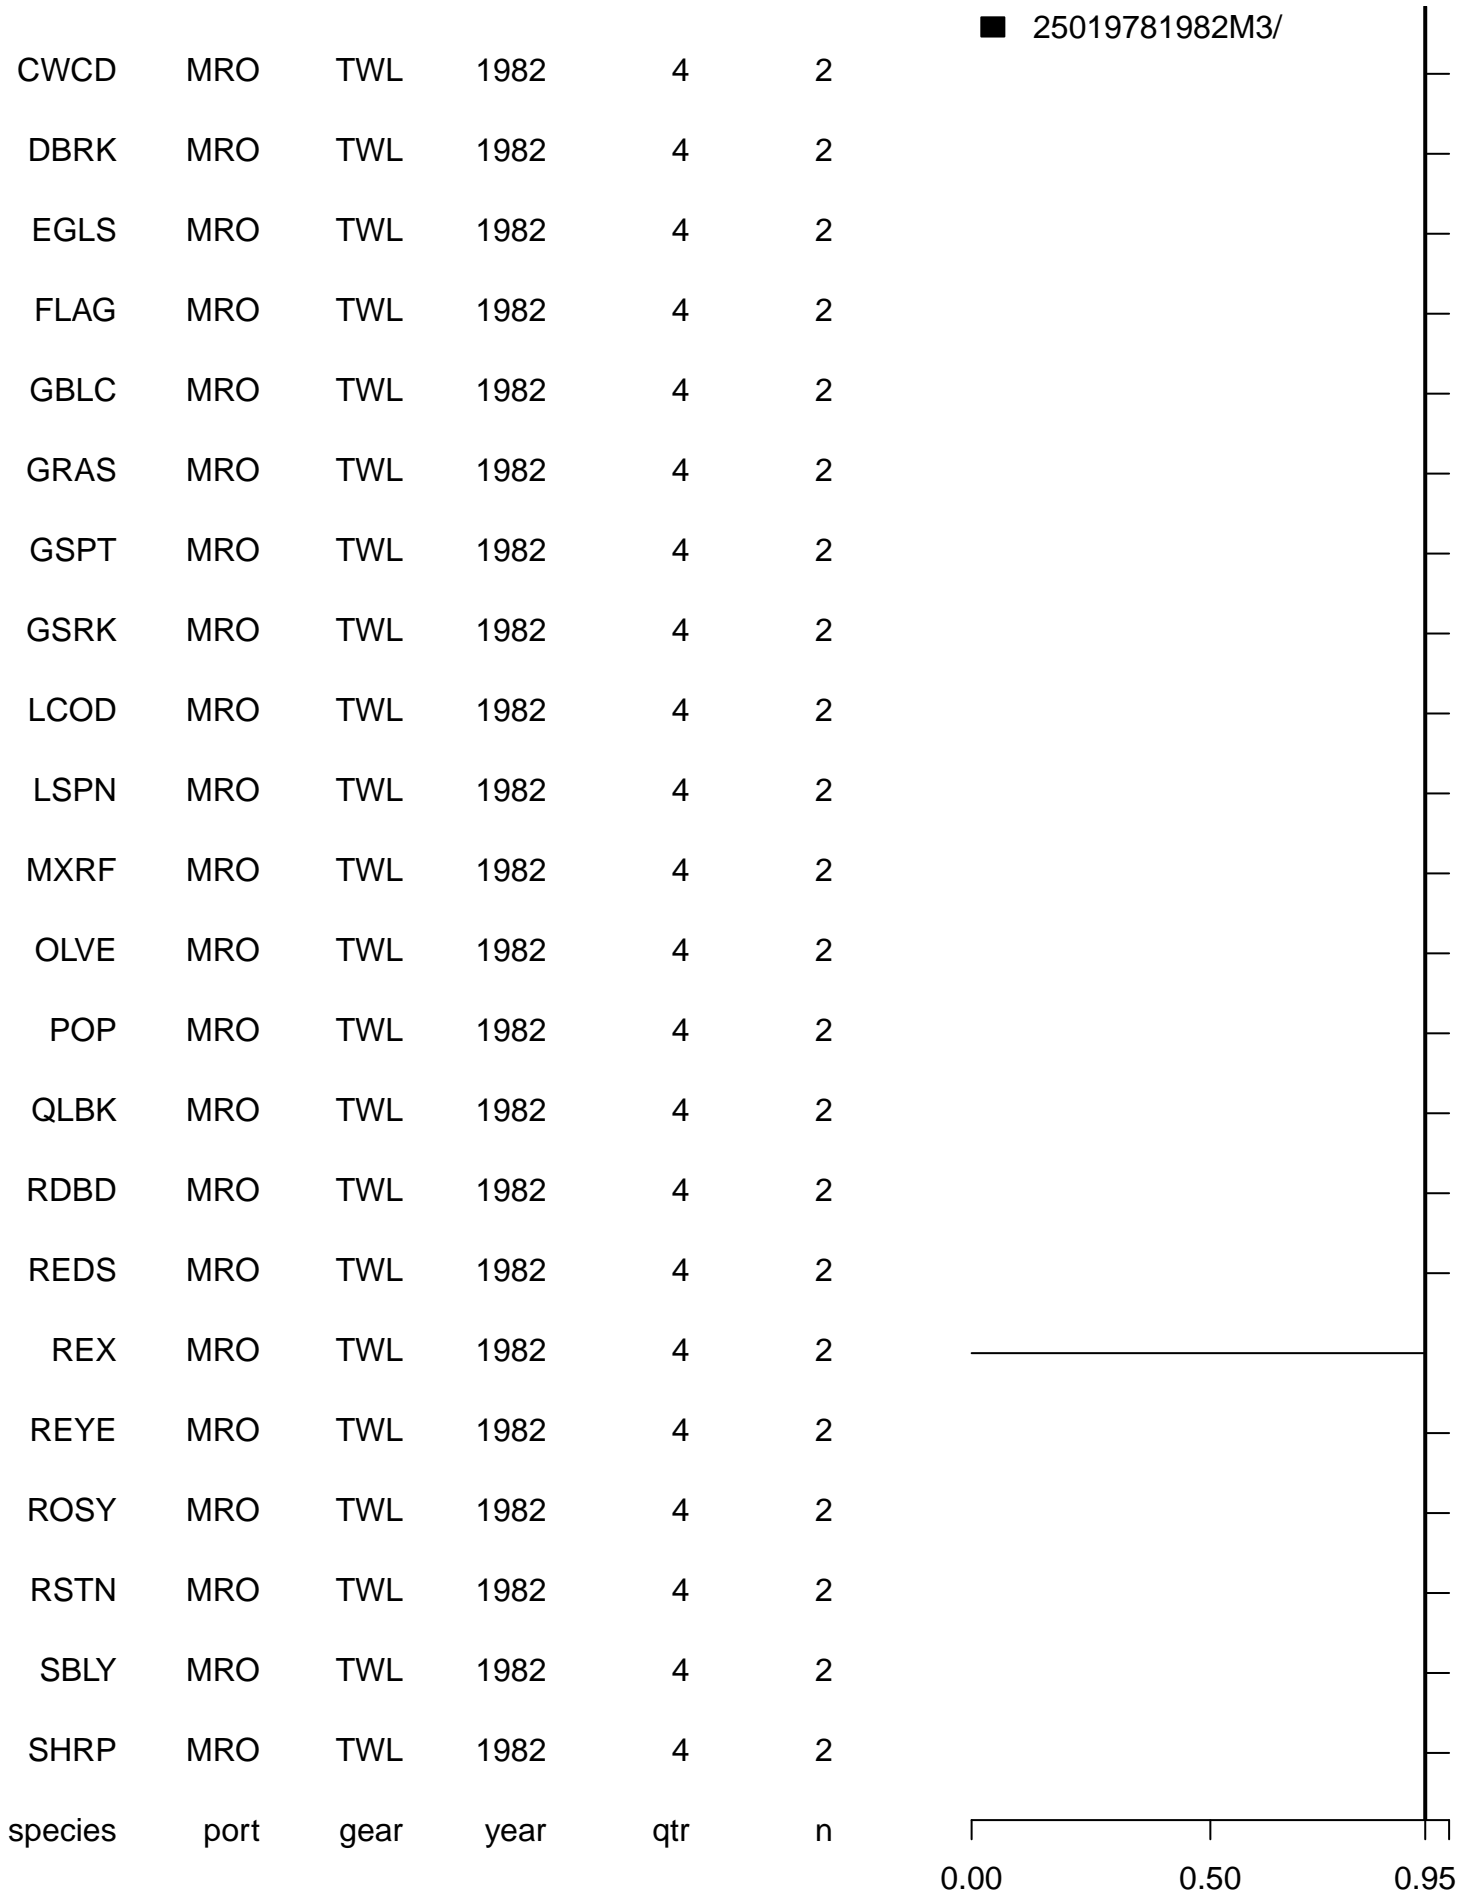 25019781982M3/
CWCD MRO TWL 1982 4 2
DBRK MRO TWL 1982 4 2
EGLS MRO TWL 1982 4 2
FLAG MRO TWL 1982 4 2
GBLC MRO TWL 1982 4 2
GRAS MRO TWL 1982 4 2
GSPT MRO TWL 1982 4 2
GSRK MRO TWL 1982 4 2
LCOD MRO TWL 1982 4 2
LSPN MRO TWL 1982 4 2
MXRF MRO TWL 1982 4 2
OLVE MRO TWL 1982 4 2
POP MRO TWL 1982 4 2
QLBK MRO TWL 1982 4 2
RDBD MRO TWL 1982 4 2
REDS MRO TWL 1982 4 2
REX MRO TWL 1982 4 2
REYE MRO TWL 1982 4 2
ROSY MRO TWL 1982 4 2
RSTN MRO TWL 1982 4 2
SBLY MRO TWL 1982 4 2
SHRP MRO TWL 1982 4 2
species port gear year qtr n
0.00 0.50 0.95